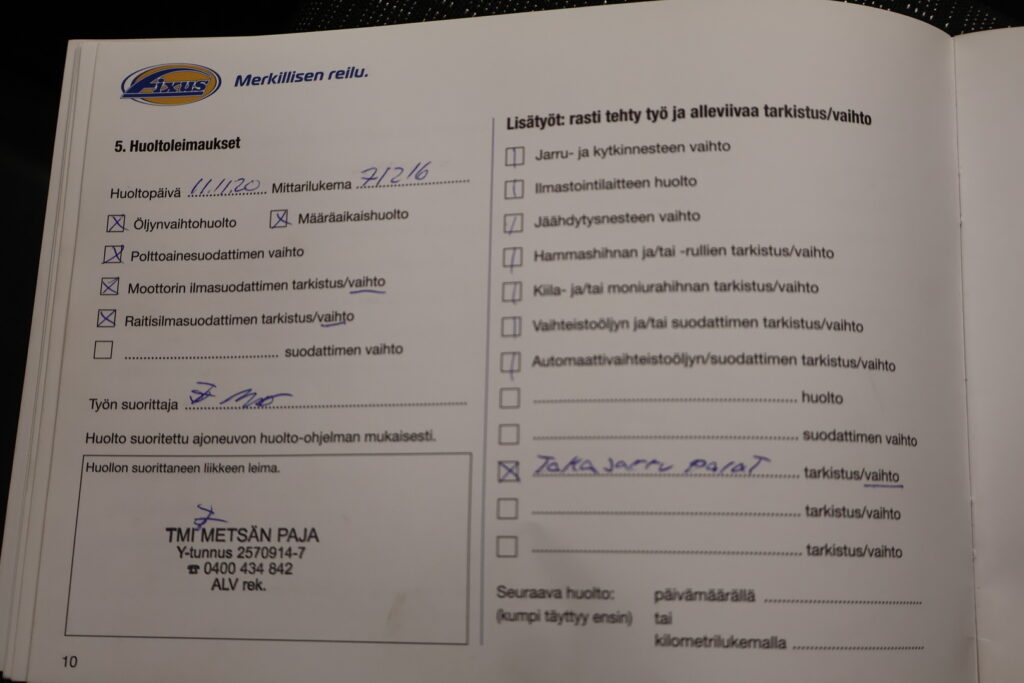 Fixus Merkillisen reilu.
5. Huoltoleimaukset
Huoltopäivä 11.11.20 Mittarilukema 71216
Öljynvaihtohuolto Määräaikaishuolto
Polttoainesuodattimen vaihto
Moottorin ilmasuodattimen tarkistus/vaihto
Raitisilmasuodattimen tarkistus/vaihto
suodattimen vaihto
Työn suorittaja
Huolto suoritettu ajoneuvon huolto-ohjelman mukaisesti.
Huollon suorittaneen liikkeen leima.
TMI METSÄN PAJA
Y-tunnus 2570914-7
☎ 0400 434 842
ALV rek.
10
Lisätyöt: rasti tehty työ ja alleviivaa tarkistus/vaihto
Jarru- ja kytkinnesteen vaihto
Ilmastointilaitteen huolto
Jäähdytysnesteen vaihto
Hammashihnan ja/tai -rullien tarkistus/vaihto
Kiila- ja/tai moniurahihnan tarkistus/vaihto
Vaihteistoöljyn ja/tai suodattimen tarkistus/vaihto
Automaattivaihteistoöljyn/suodattimen tarkistus/vaihto
huolto
suodattimen vaihto
Takajarru palat tarkistus/vaihto
tarkistus/vaihto
tarkistus/vaihto
Seuraava huolto: päivämäärällä
(kumpi täyttyy ensin) tai
kilometrilukemalla